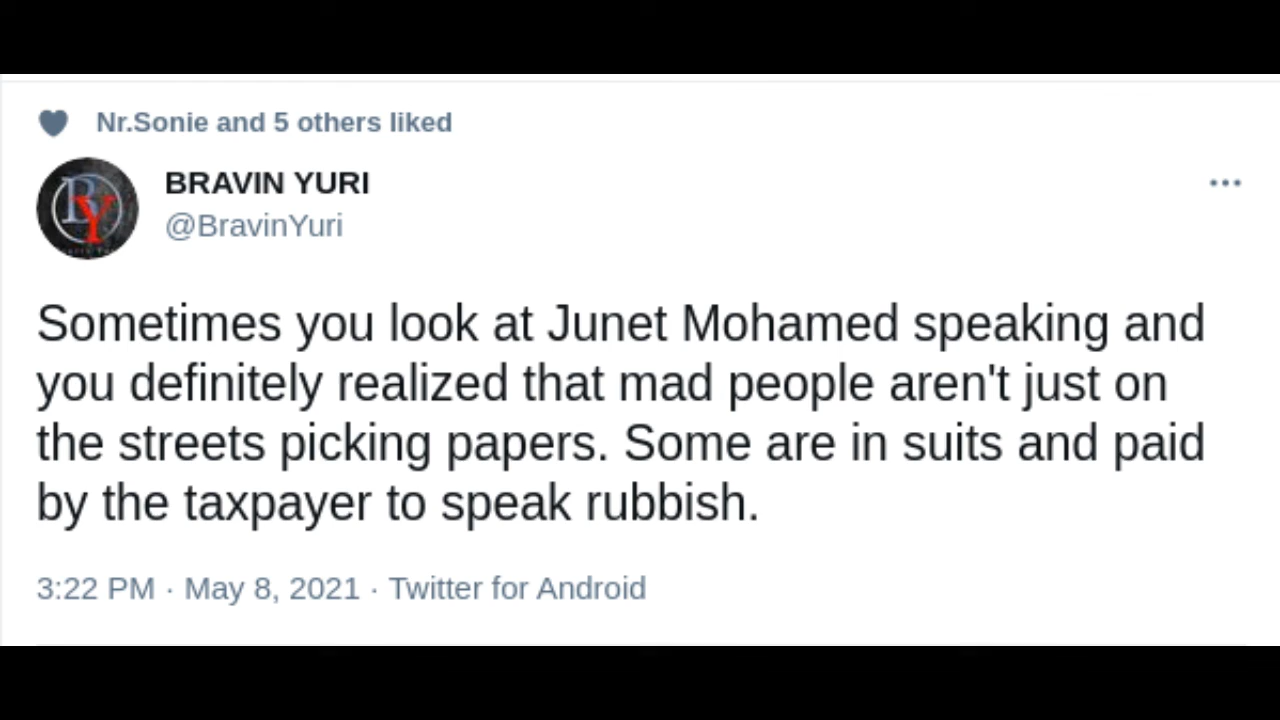 Nr.Sonie and 5 others liked
BRAVIN YURI
@BravinYuri
Sometimes you look at Junet Mohamed speaking and
you definitely realized that mad people aren't just on
the streets picking papers. Some are in suits and paid
by the taxpayer to speak rubbish.
3:22 PM · May 8, 2021 · Twitter for Android